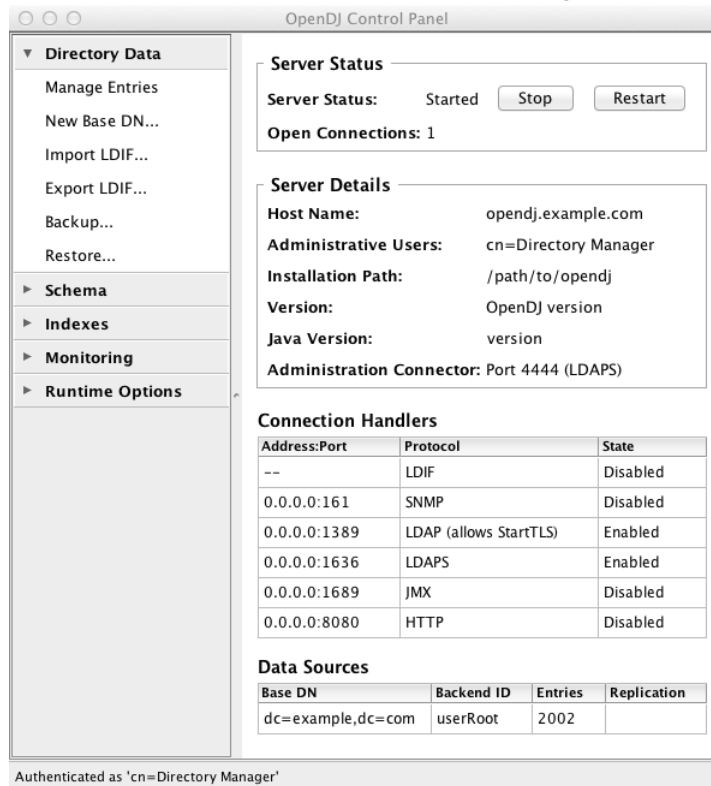 OpenDJ Control Panel
Directory Data
Manage Entries
New Base DN...
Import LDIF...
Export LDIF...
Backup...
Restore...
Schema
Indexes
Monitoring
Runtime Options
Server Status
Server Status: Started Stop Restart
Open Connections: 1
Server Details
Host Name: opendj.example.com
Administrative Users: cn=Directory Manager
Installation Path: /path/to/opendj
Version: OpenDJ version
Java Version: version
Administration Connector: Port 4444 (LDAPS)
Connection Handlers
Address:Port Protocol State
-- LDIF Disabled
0.0.0.0:161 SNMP Disabled
0.0.0.0:1389 LDAP (allows StartTLS) Enabled
0.0.0.0:1636 LDAPS Enabled
0.0.0.0:1689 JMX Disabled
0.0.0.0:8080 HTTP Disabled
Data Sources
Base DN Backend ID Entries Replication
dc=example,dc=com userRoot 2002
Authenticated as 'cn=Directory Manager'